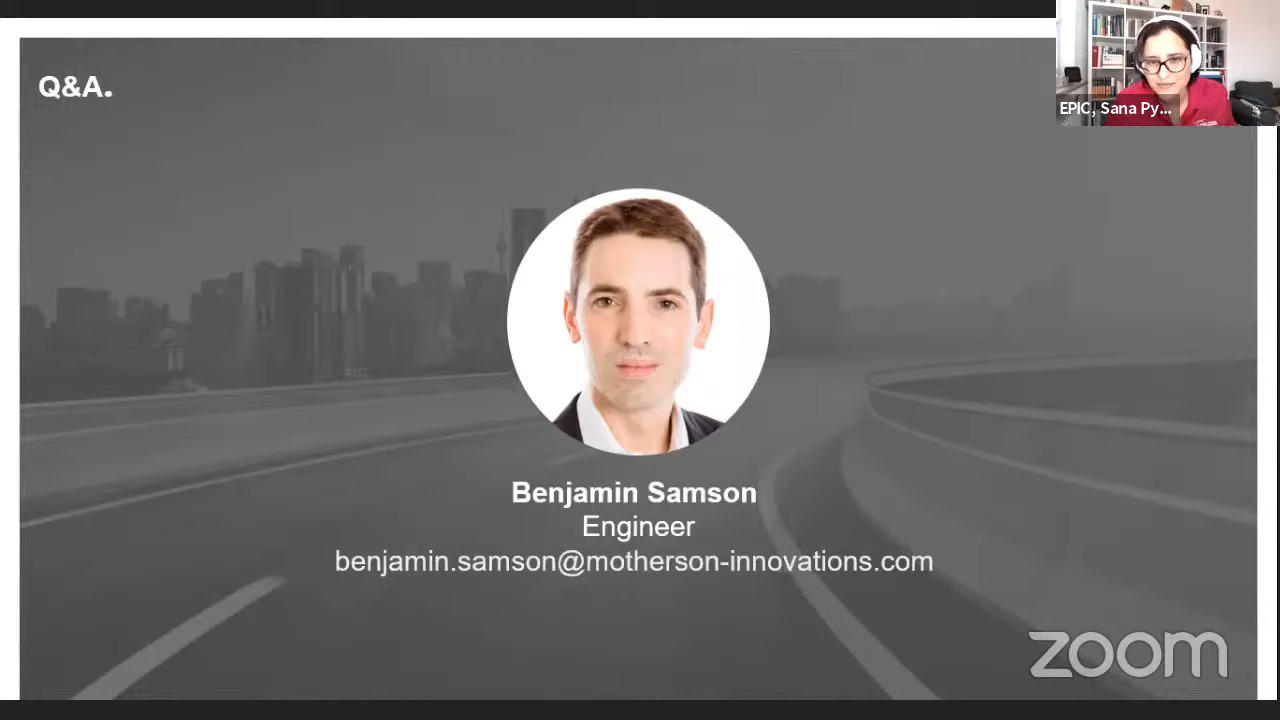 Q&A.
EPIC, Sana Py...
Benjamin Samson
Engineer
benjamin.samson@motherson-innovations.com
zoom